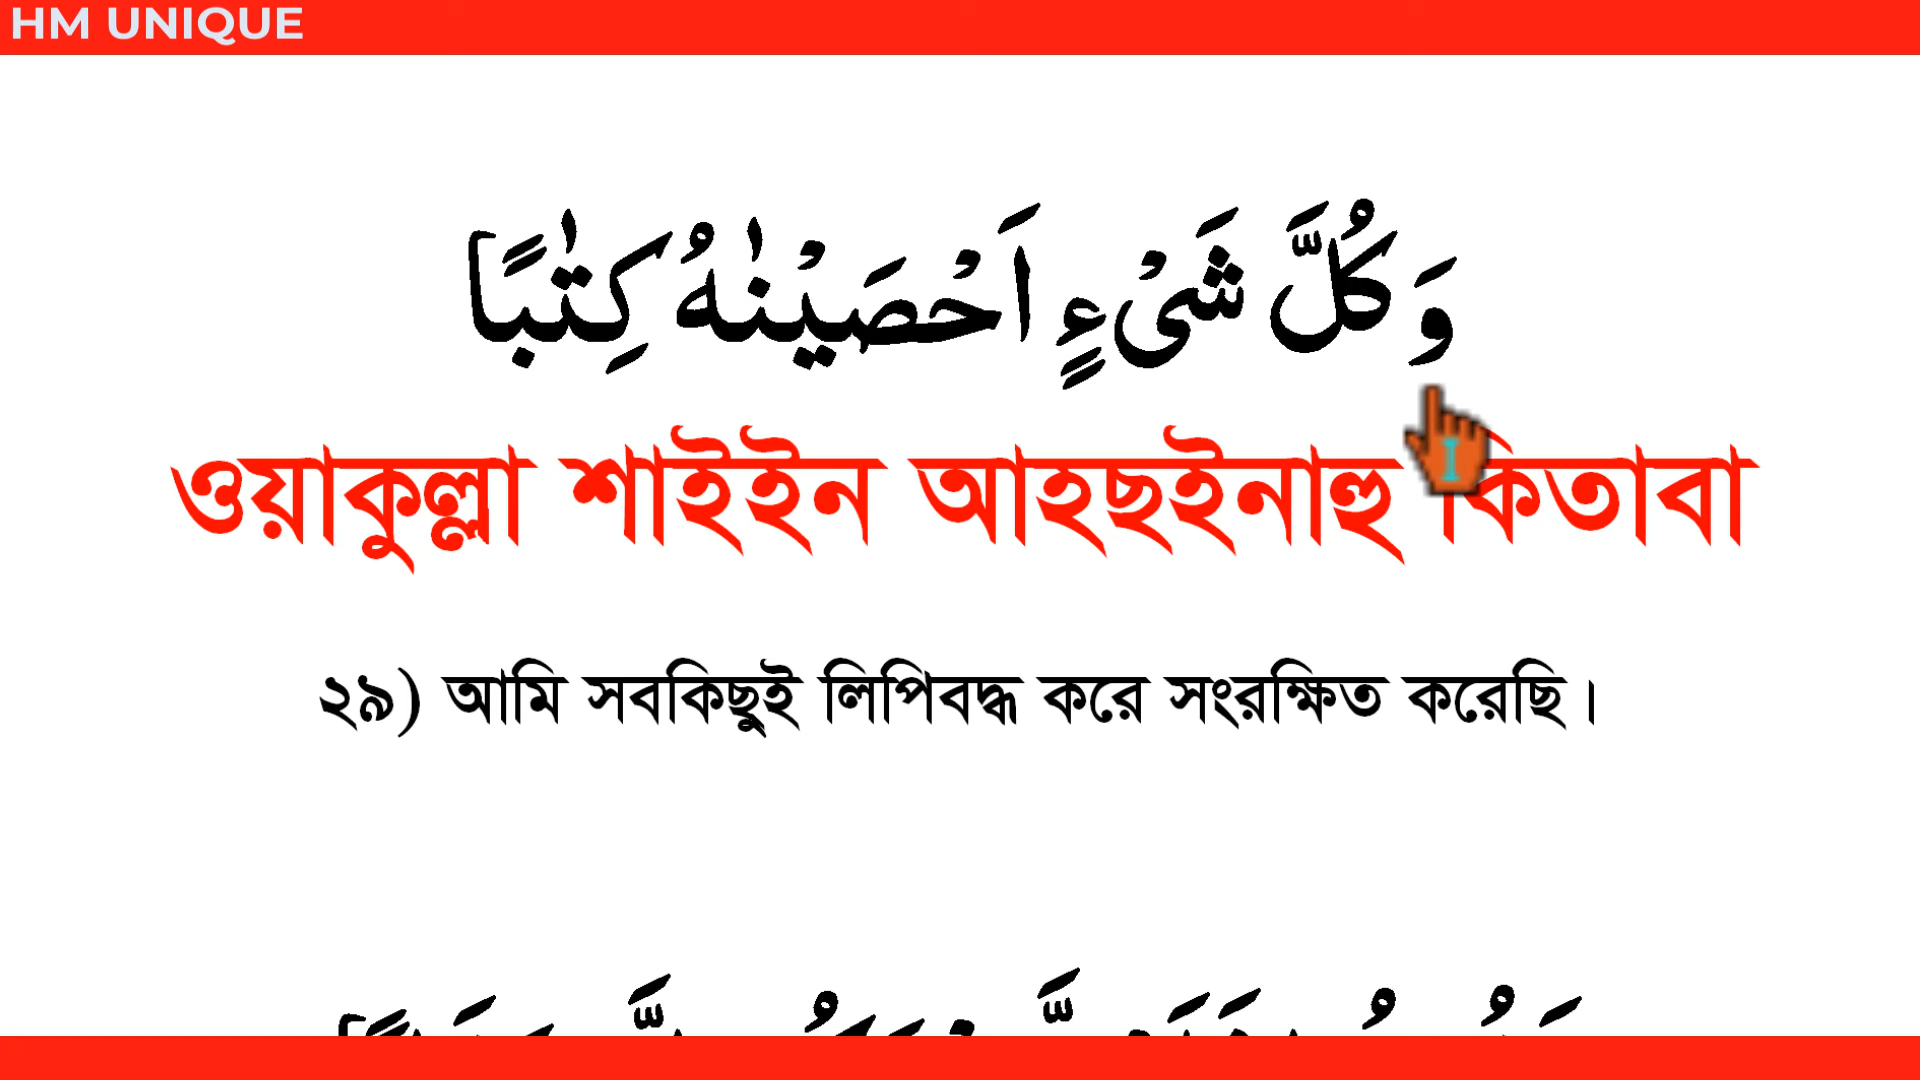 HM UNIQUE
وَكُلَّ شَىْءٍ اَحْصَيْنٰهُ كِتٰبًا
ওয়াকুল্লা শাইইন আহছইনাহু কিতাবা
২৯) আমি সবকিছুই লিপিবদ্ধ করে সংরক্ষিত করেছি।